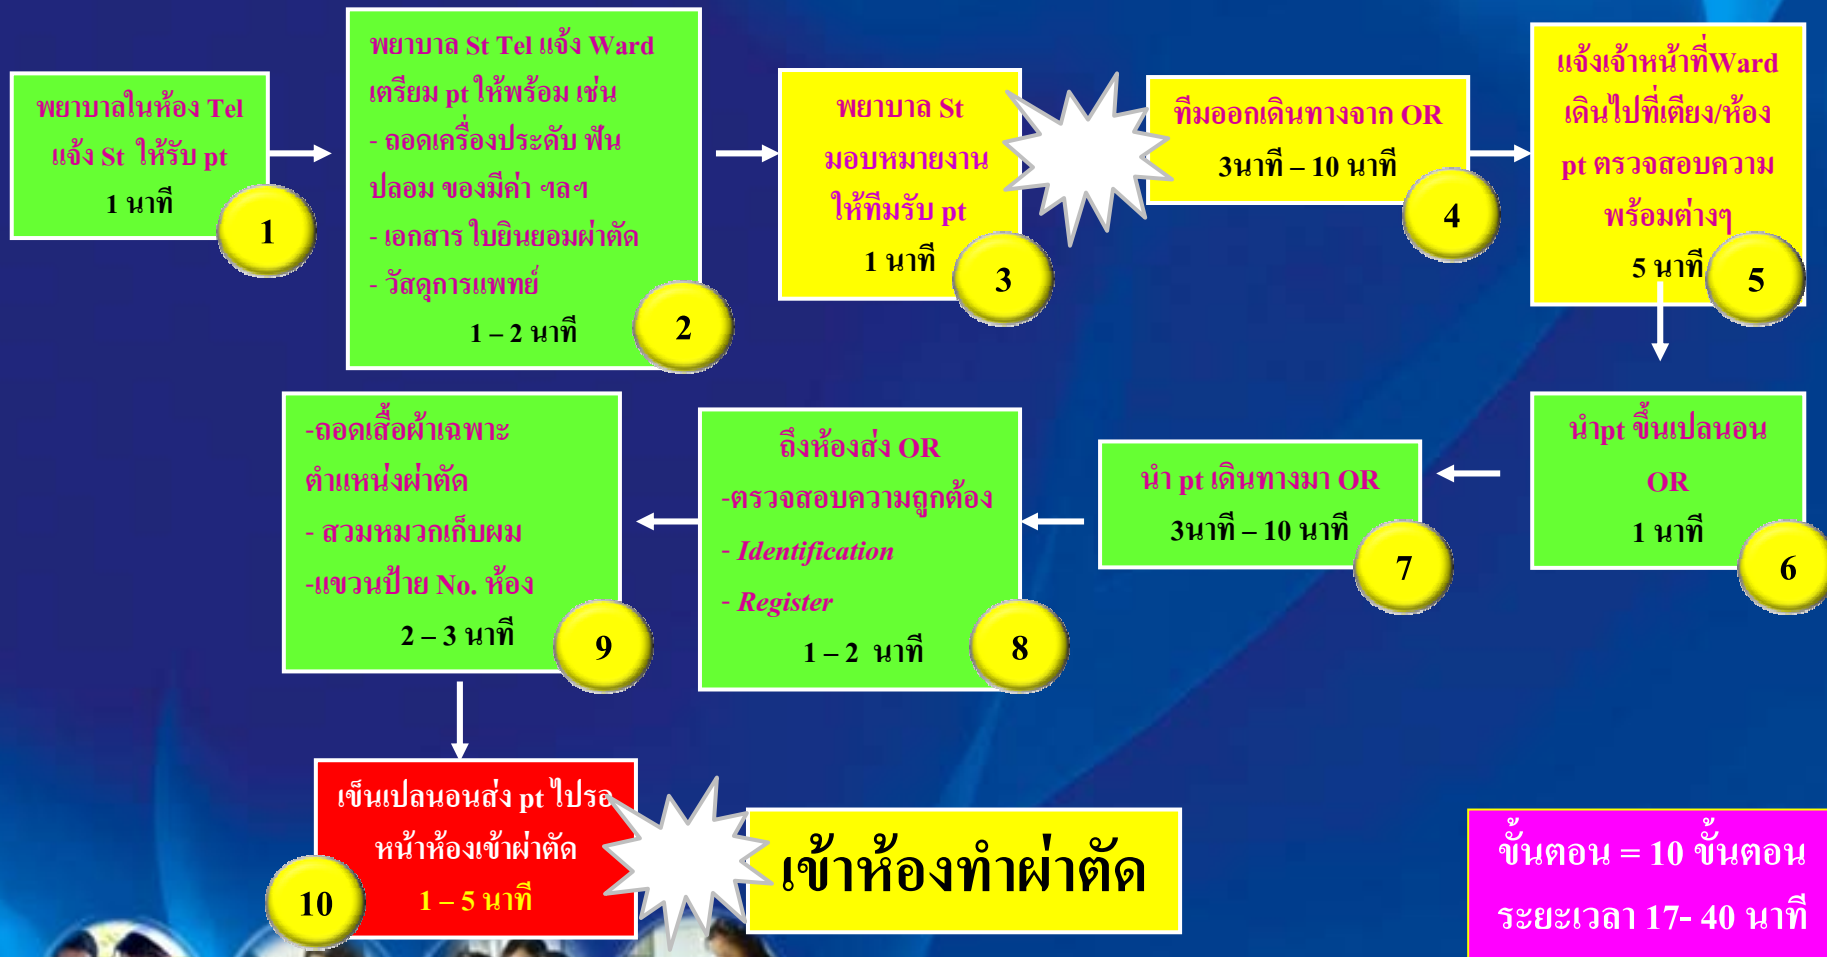 พยาบาลในห้อง Tel
แจ้ง St ให้รับ pt
1 นาที
1
พยาบาล St Tel แจ้ง Ward
เตรียม pt ให้พร้อม เช่น
- ถอดเครื่องประดับ ฟัน
ปลอม ของมีค่า ฯลฯ
- เอกสาร ใบยินยอมผ่าตัด
- วัสดุการแพทย์
1 – 2 นาที
2
พยาบาล St
มอบหมายงาน
ให้ทีมรับ pt
1 นาที
3
ทีมออกเดินทางจาก OR
3นาที – 10 นาที
4
แจ้งเจ้าหน้าที่Ward
เดินไปที่เตียง/ห้อง
pt ตรวจสอบความ
พร้อมต่างๆ
5 นาที
5
นำpt ขึ้นเปลนอน
OR
1 นาที
6
นำ pt เดินทางมา OR
3นาที – 10 นาที
7
ถึงห้องส่ง OR
-ตรวจสอบความถูกต้อง
- Identification
- Register
1 – 2 นาที
8
-ถอดเสื้อผ้าเฉพาะ
ตำแหน่งผ่าตัด
- สวมหมวกเก็บผม
-แขวนป้าย No. ห้อง
2 – 3 นาที
9
เข็นเปลนอนส่ง pt ไปรอ
หน้าห้องเข้าผ่าตัด
1 – 5 นาที
10
เข้าห้องทำผ่าตัด
ขั้นตอน = 10 ขั้นตอน
ระยะเวลา 17- 40 นาที